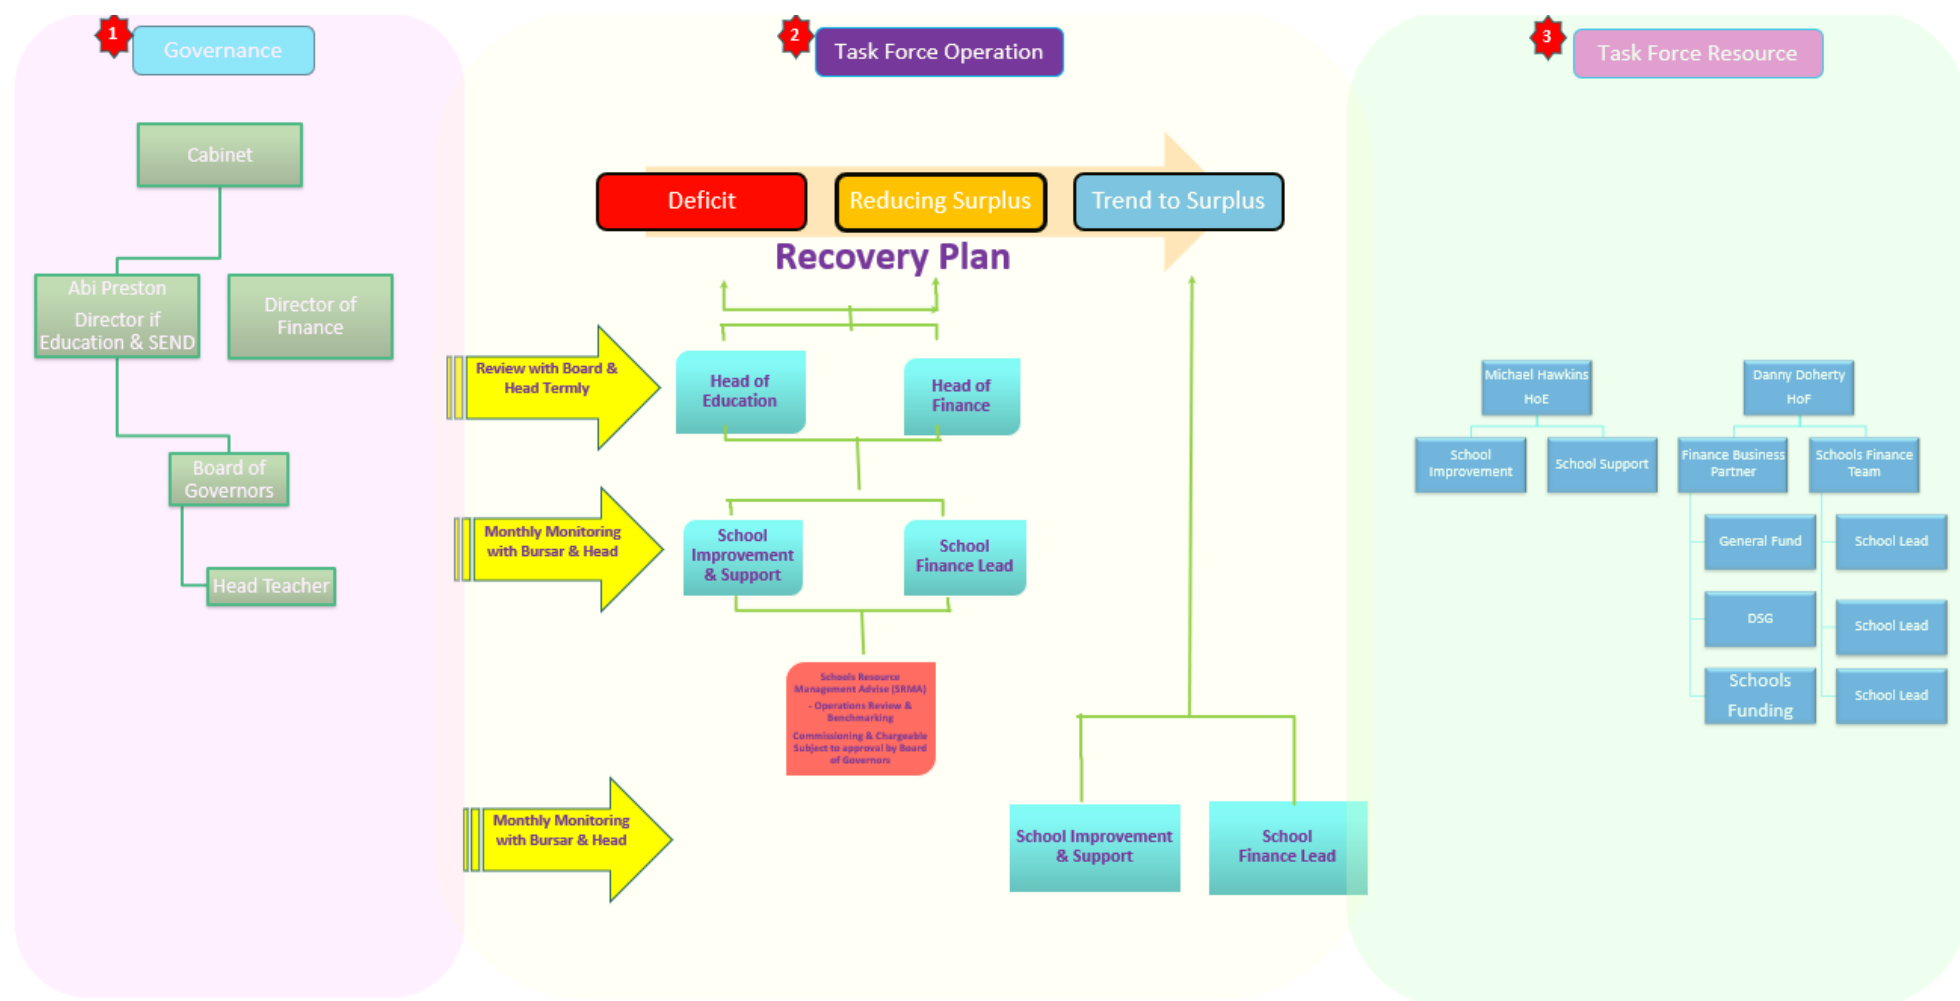 1
Governance
Cabinet
Abi Preston
Director if
Education & SEND
Director of
Finance
Board of
Governors
Head Teacher
2
Task Force Operation
Deficit
Reducing Surplus
Trend to Surplus
Recovery Plan
Review with Board &
Head Termly
Head of
Education
Head of
Finance
Monthly Monitoring
with Bursar & Head
School
Improvement
& Support
School
Finance Lead
Schools Resource
Management Advise (SRMA)
- Operations Review &
Benchmarking
Commissioning & Chargeable
Subject to approval by Board
of Governors
Monthly Monitoring
with Bursar & Head
School Improvement
& Support
School
Finance Lead
3
Task Force Resource
Michael Hawkins
HoE
School
Improvement
School Support
Danny Doherty
HoF
Finance Business
Partner
Schools Finance
Team
General Fund
DSG
Schools
Funding
School Lead
School Lead
School Lead